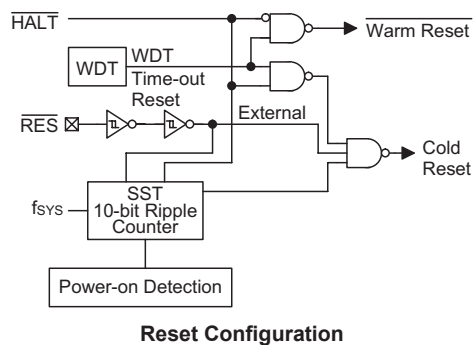 HALT
Warm Reset
WDT
WDT
Time-out
Reset
RES
External
Cold
Reset
fSYS
SST
10-bit Ripple
Counter
Power-on Detection
Reset Configuration